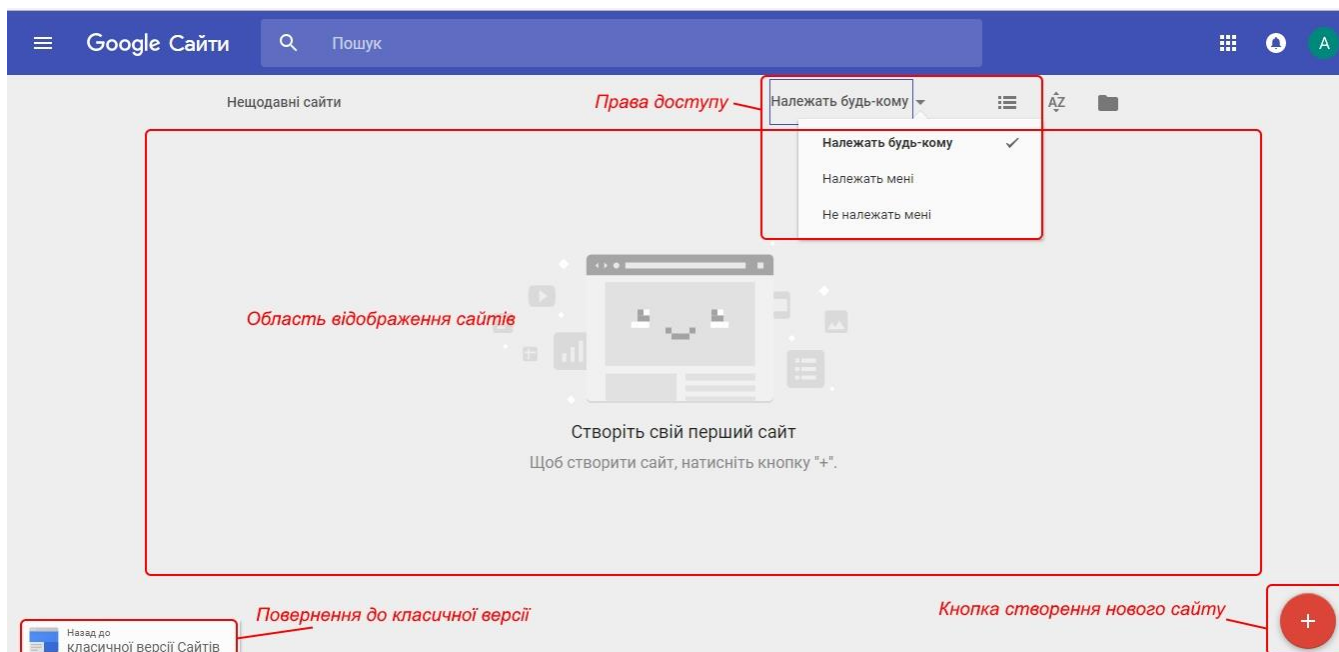 Google Сайти
Пошук
A
Нещодавні сайти
Права доступу
Належать будь-кому
AZ
Належать будь-кому
Належать мені
Не належать мені
Область відображення сайтів
Створіть свій перший сайт
Щоб створити сайт, натисніть кнопку "+".
Повернення до класичної версії
Кнопка створення нового сайту
+
Назад до
класичної версії Сайтів